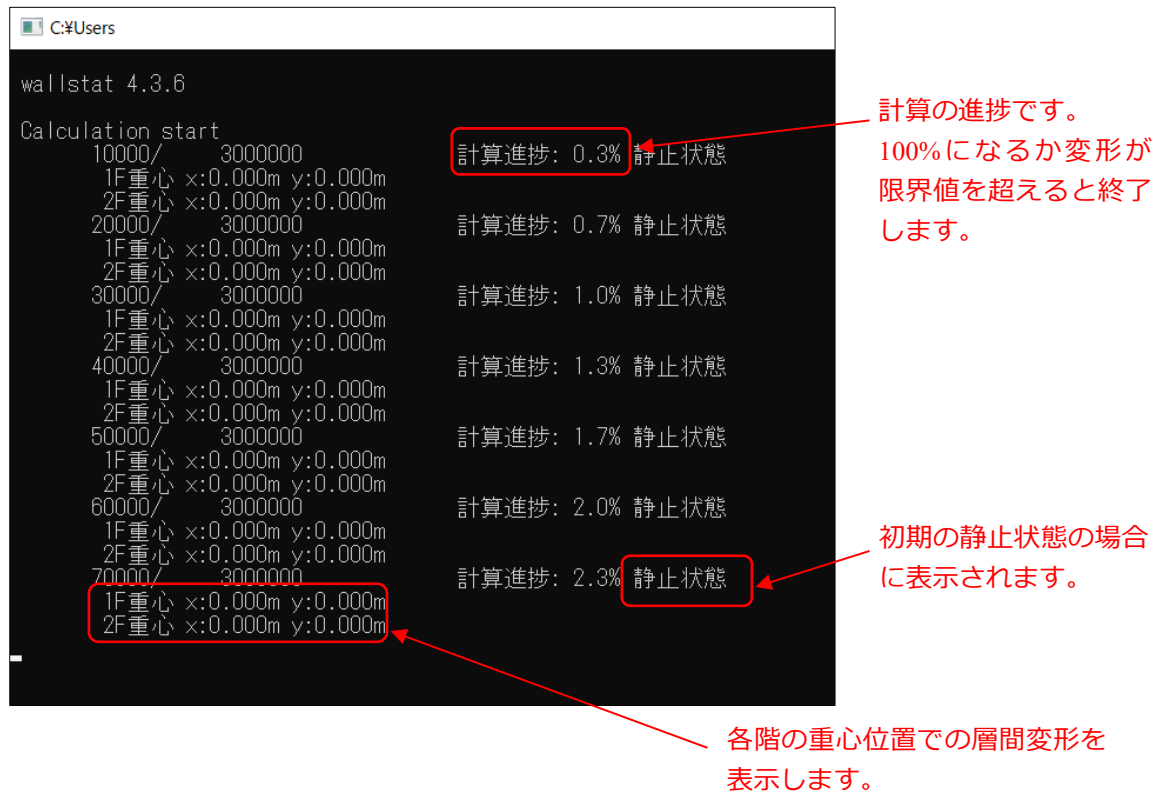 C:¥Users
wallstat 4.3.6
Calculation start
10000/ 3000000 計算進捗: 0.3% 静止状態
1F重心 x:0.000m y:0.000m
2F重心 x:0.000m y:0.000m
20000/ 3000000 計算進捗: 0.7% 静止状態
1F重心 x:0.000m y:0.000m
2F重心 x:0.000m y:0.000m
30000/ 3000000 計算進捗: 1.0% 静止状態
1F重心 x:0.000m y:0.000m
2F重心 x:0.000m y:0.000m
40000/ 3000000 計算進捗: 1.3% 静止状態
1F重心 x:0.000m y:0.000m
2F重心 x:0.000m y:0.000m
50000/ 3000000 計算進捗: 1.7% 静止状態
1F重心 x:0.000m y:0.000m
2F重心 x:0.000m y:0.000m
60000/ 3000000 計算進捗: 2.0% 静止状態
1F重心 x:0.000m y:0.000m
2F重心 x:0.000m y:0.000m
70000/ 3000000 計算進捗: 2.3% 静止状態
1F重心 x:0.000m y:0.000m
2F重心 x:0.000m y:0.000m
計算の進捗です。
100%になるか変形が
限界値を超えると終了
します。
初期の静止状態の場合
に表示されます。
各階の重心位置での層間変形を
表示します。